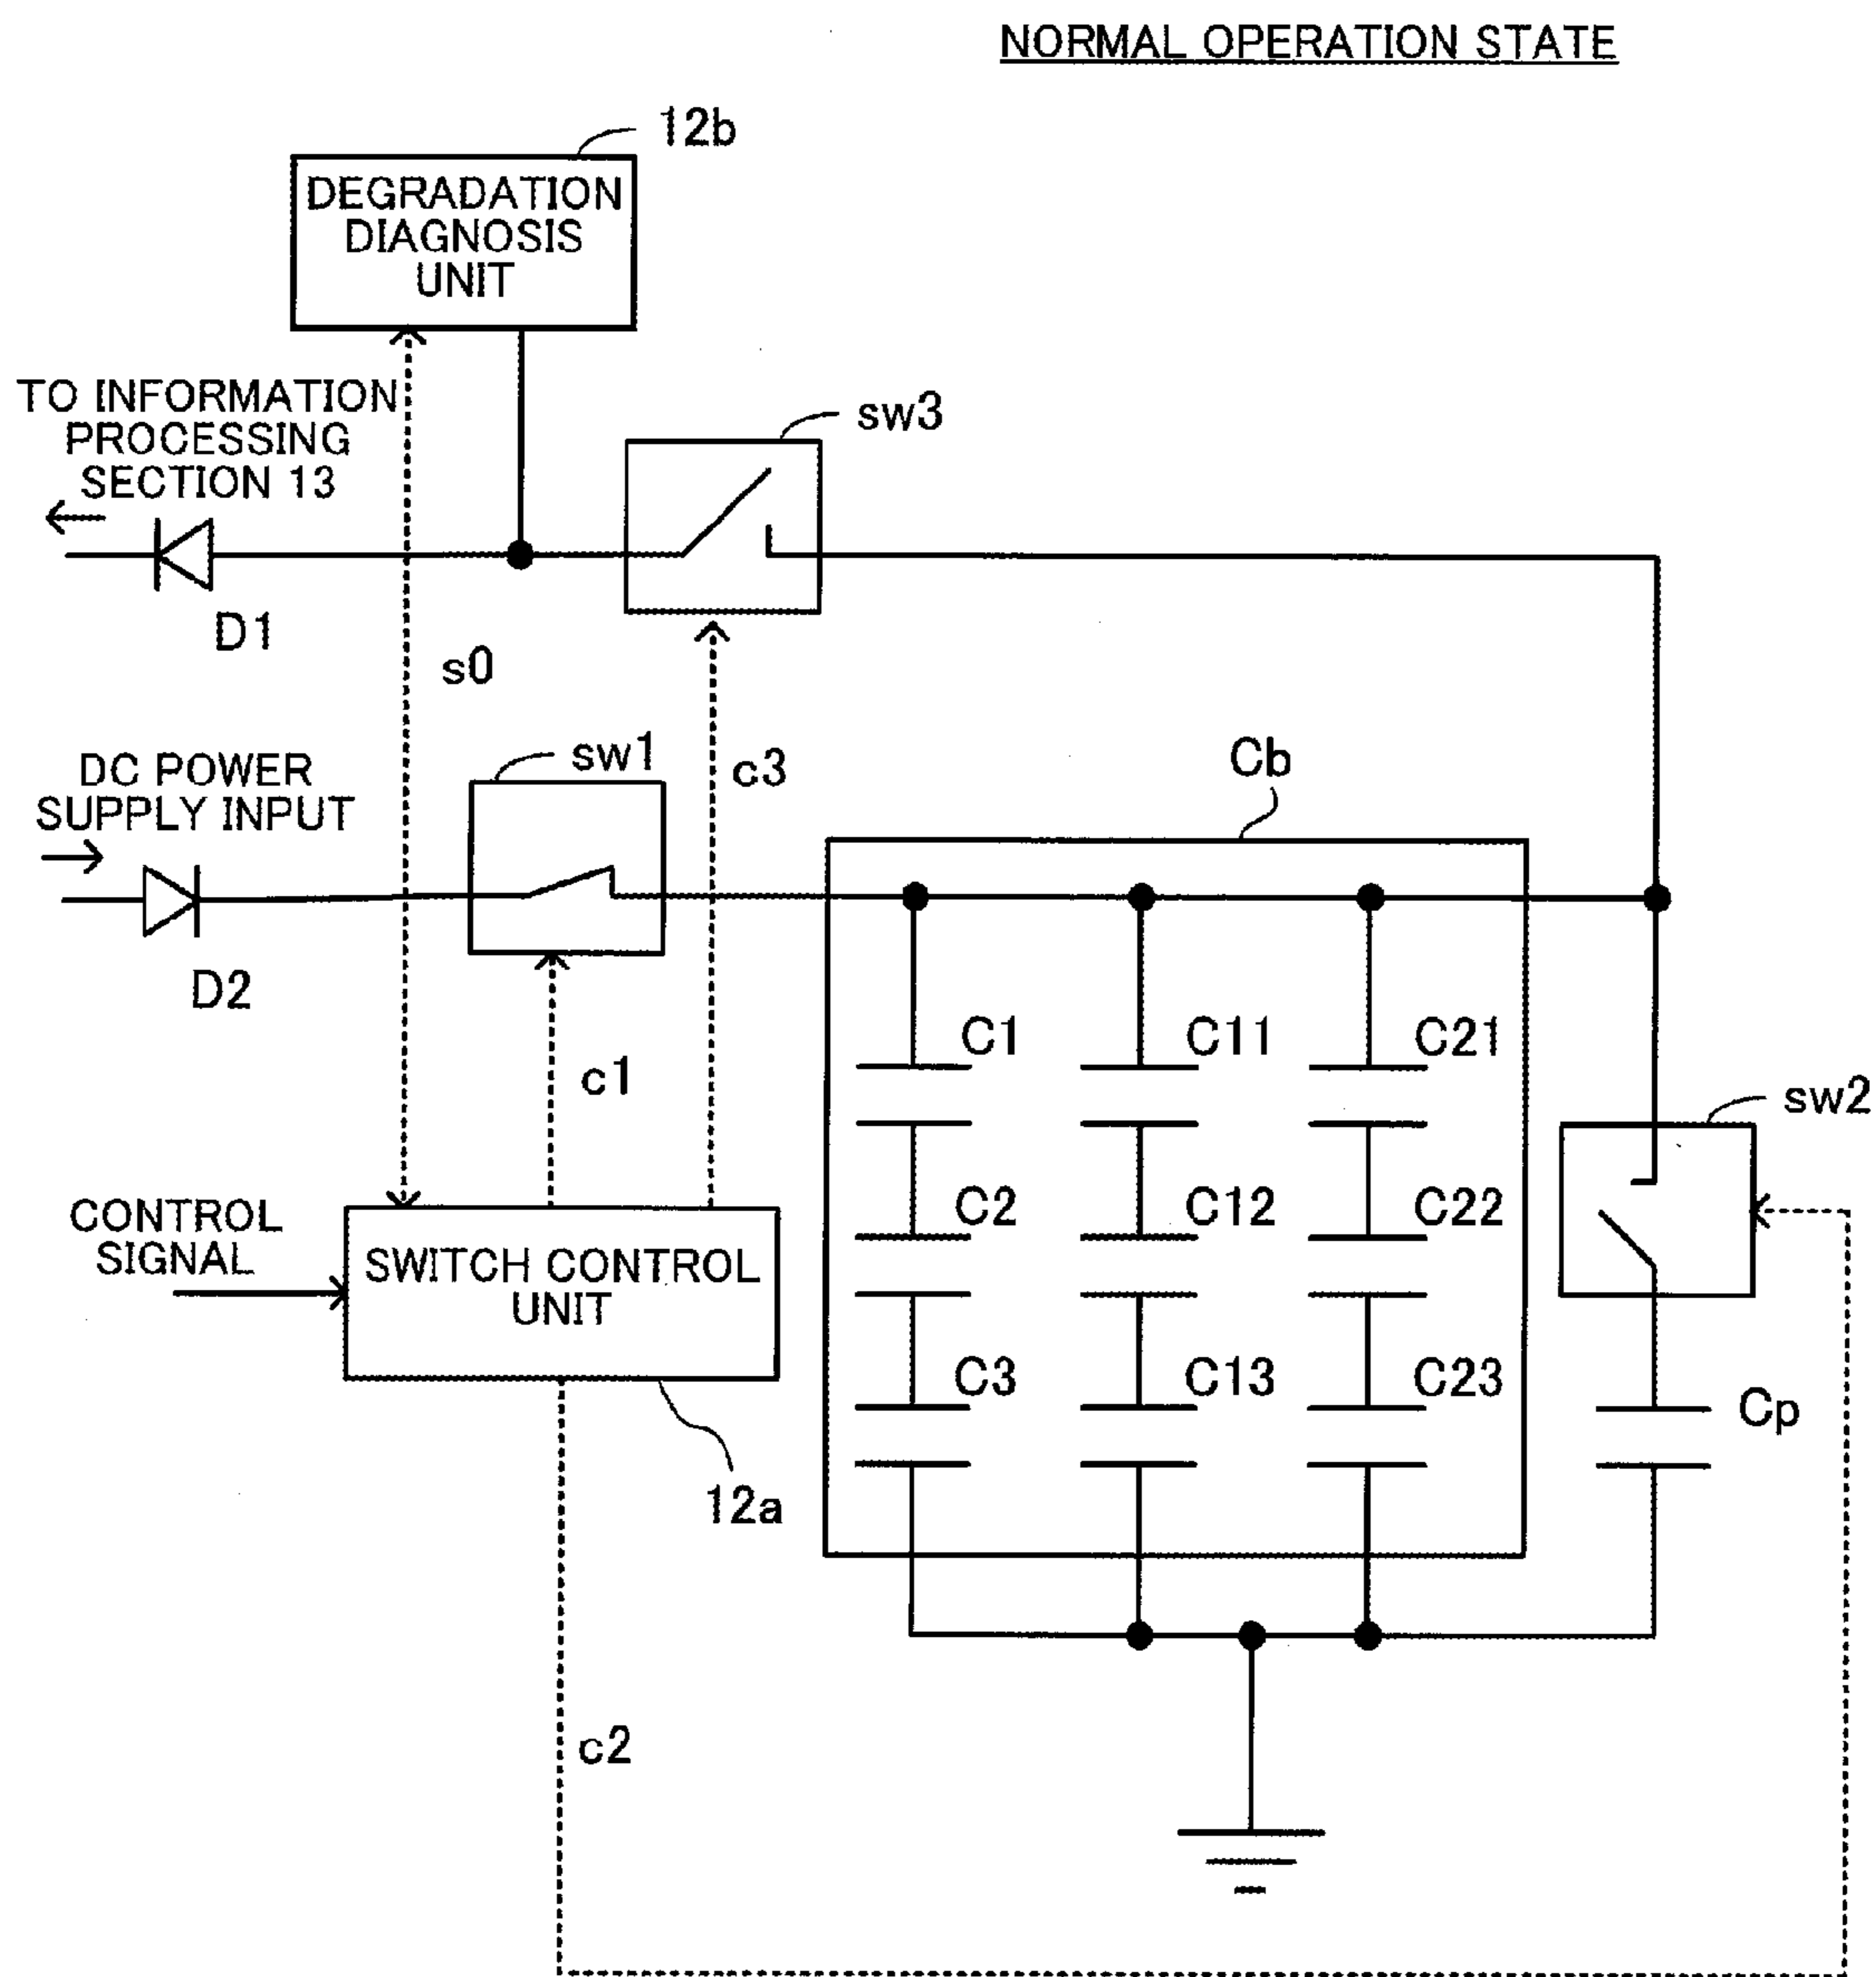 NORMAL OPERATION STATE
12b
DEGRADATION
DIAGNOSIS
UNIT
TO INFORMATION
PROCESSING
SECTION 13
sw3
D1
s0
DC POWER
SUPPLY INPUT
sw1
c3
Cb
D2
c1
C1
C11
C21
sw2
CONTROL
SIGNAL
SWITCH CONTROL
UNIT
C2
C12
C22
C3
C13
C23
Cp
12a
c2